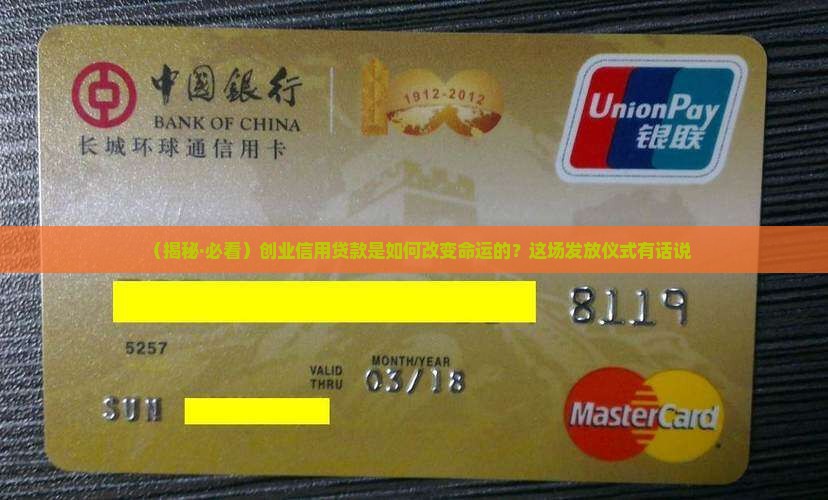 中國銀行
BANK OF CHINA
长城环球通信用卡
1912-2012
UnionPay
银联
（揭秘·必看）创业信用贷款是如何改变命运的？这场发放仪式有话说
8119
5257
VALID THRU
MONTH/YEAR
03/18
SUN
MasterCard